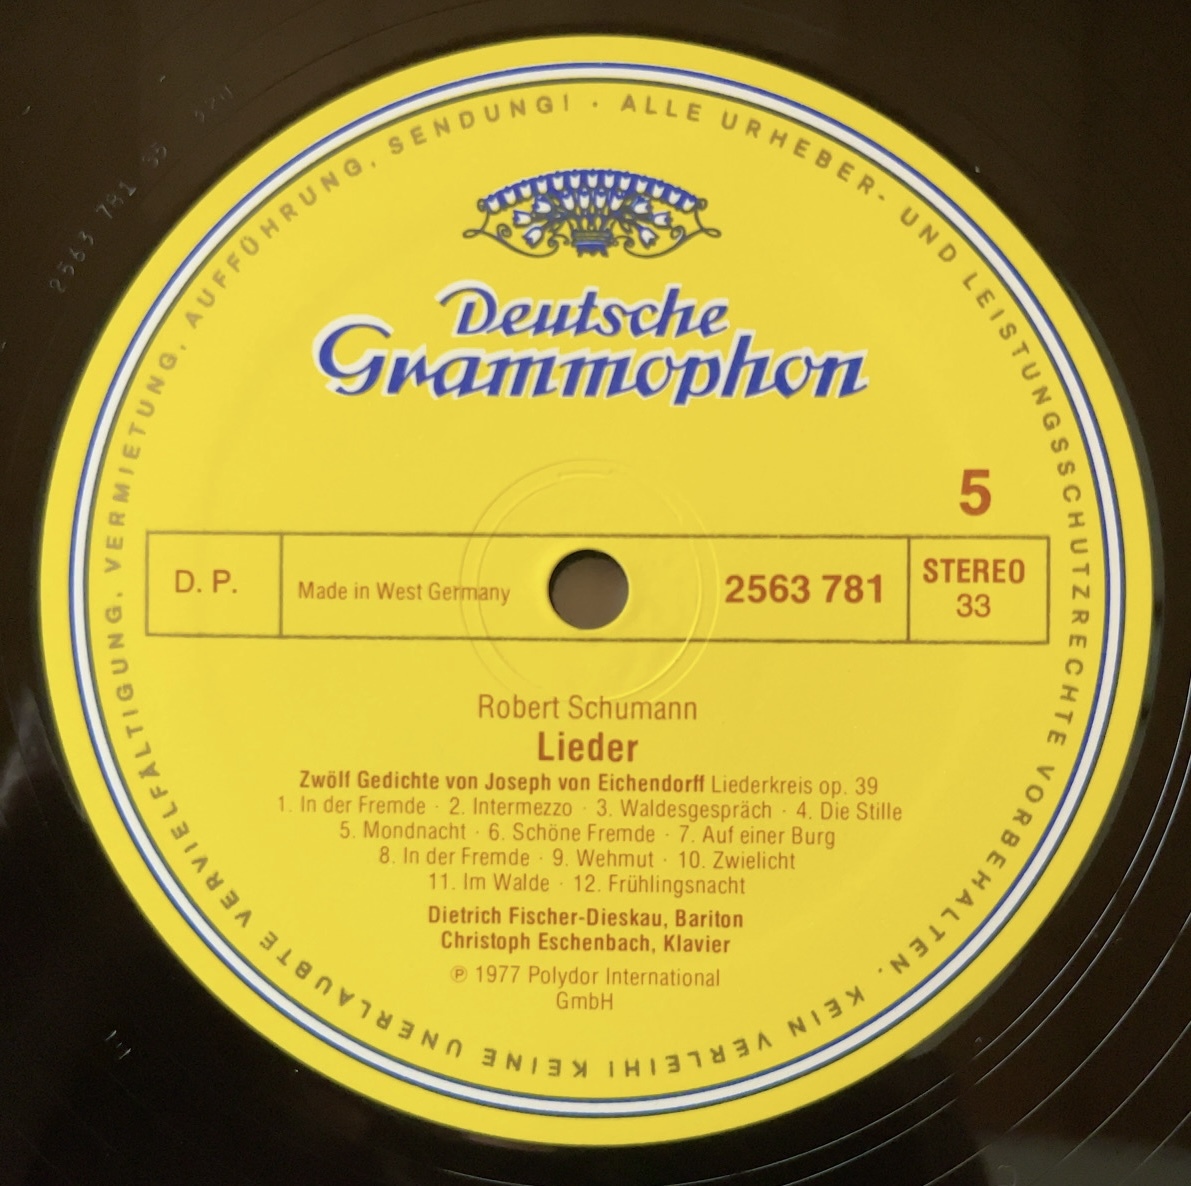 ALLE URHEBER- UND LEISTUNGSSCHUTZRECHTE VORBEHALTEN. KEIN VERLEIH! KEINE UNERLAUBTE VERVIELFÄLTIGUNG, VERMIETUNG, AUFFÜHRUNG, SENDUNG! ·
2563 781
Deutsche
Grammophon
5
D. P.
Made in West Germany
2563 781
STEREO
33
Robert Schumann
Lieder
Zwölf Gedichte von Joseph von Eichendorff Liederkreis op. 39
1. In der Fremde · 2. Intermezzo · 3. Waldesgespräch · 4. Die Stille
5. Mondnacht · 6. Schöne Fremde · 7. Auf einer Burg
8. In der Fremde · 9. Wehmut · 10. Zwielicht
11. Im Walde · 12. Frühlingsnacht
Dietrich Fischer-Dieskau, Bariton
Christoph Eschenbach, Klavier
℗ 1977 Polydor International
GmbH